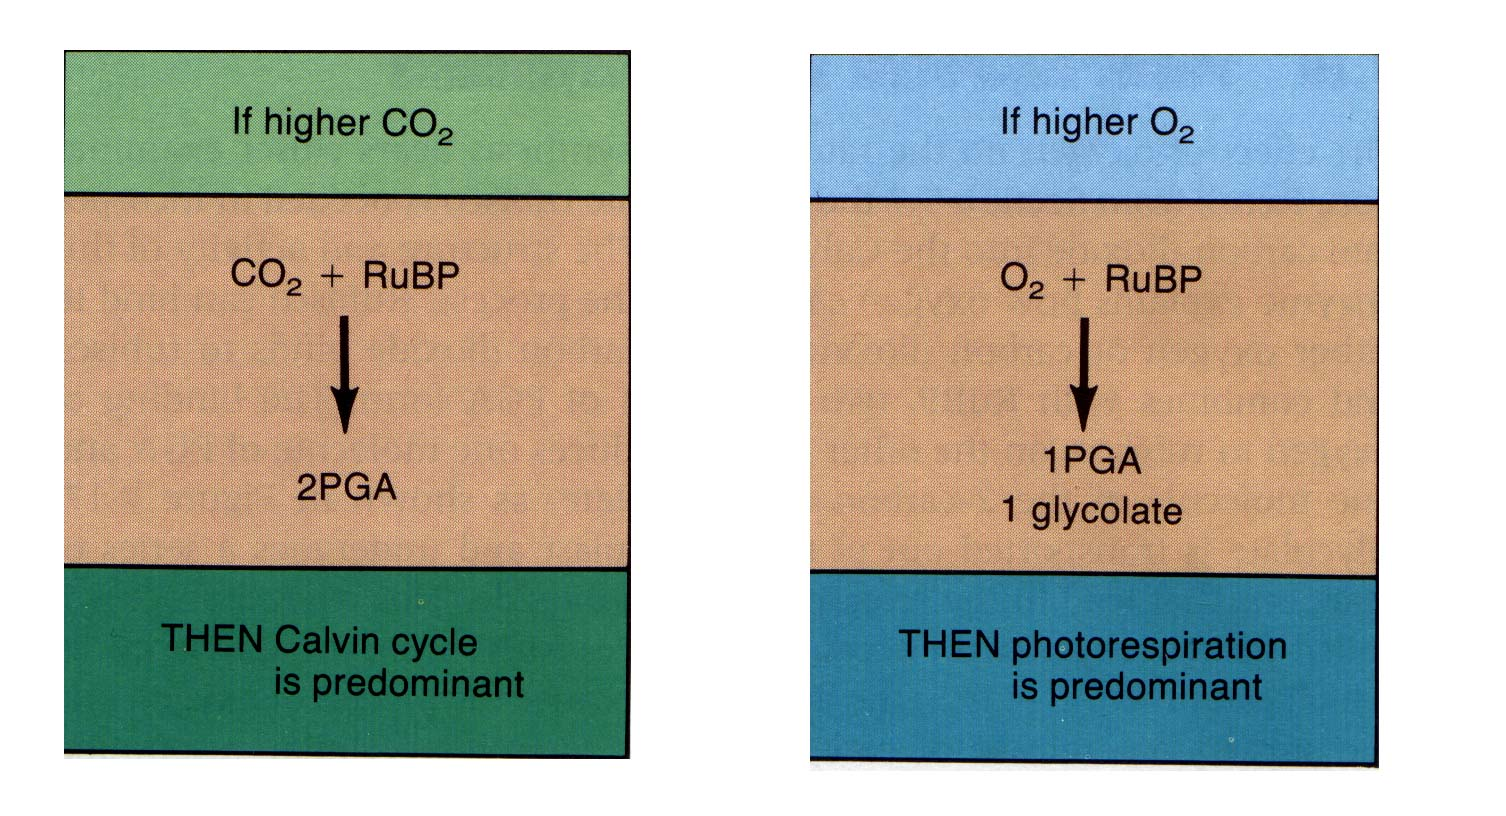 If higher CO₂
CO₂ + RuBP
2PGA
THEN Calvin cycle
is predominant
If higher O₂
O₂ + RuBP
1PGA
1 glycolate
THEN photorespiration
is predominant